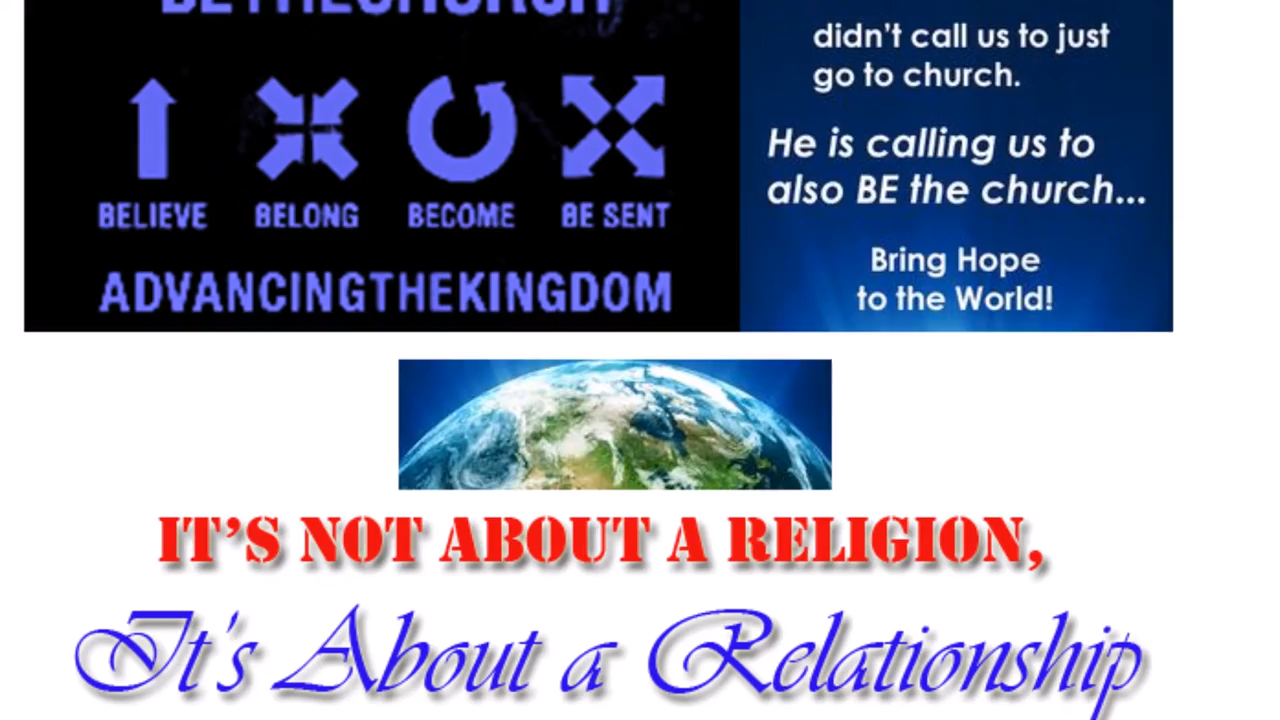 BETHECHURCH
BELIEVE BELONG BECOME BE SENT
ADVANCINGTHEKINGDOM
didn't call us to just
go to church.
He is calling us to
also BE the church...
Bring Hope
to the World!
IT'S NOT ABOUT A RELIGION,
It's About a Relationship